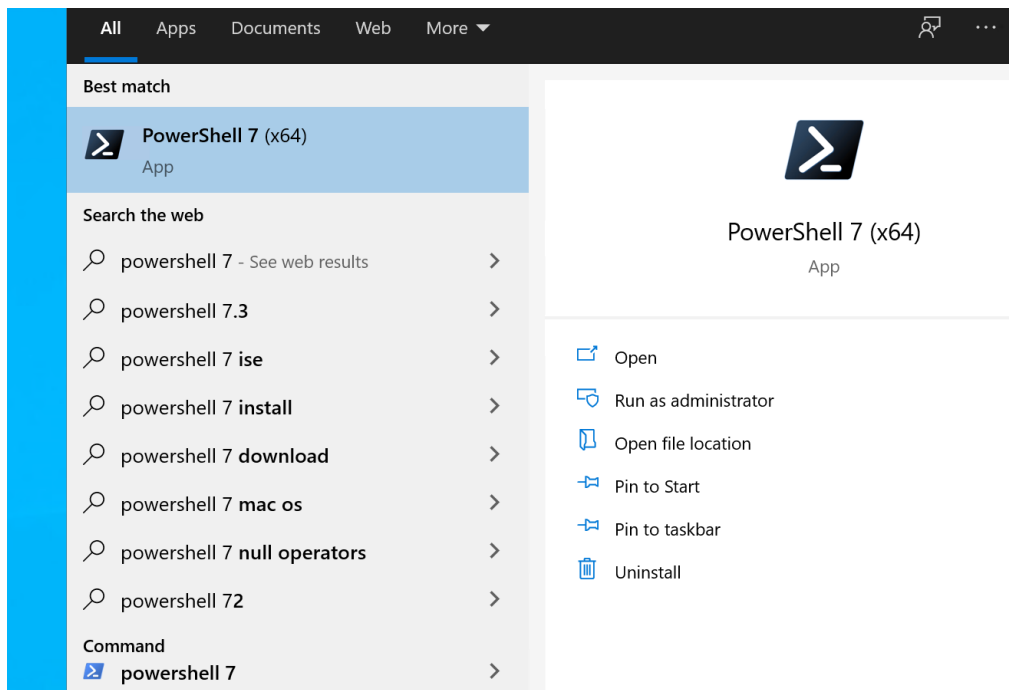 All Apps Documents Web More
Best match
PowerShell 7 (x64)
App
Search the web
powershell 7 - See web results
powershell 7.3
powershell 7 ise
powershell 7 install
powershell 7 download
powershell 7 mac os
powershell 7 null operators
powershell 72
Command
powershell 7
PowerShell 7 (x64)
App
Open
Run as administrator
Open file location
Pin to Start
Pin to taskbar
Uninstall